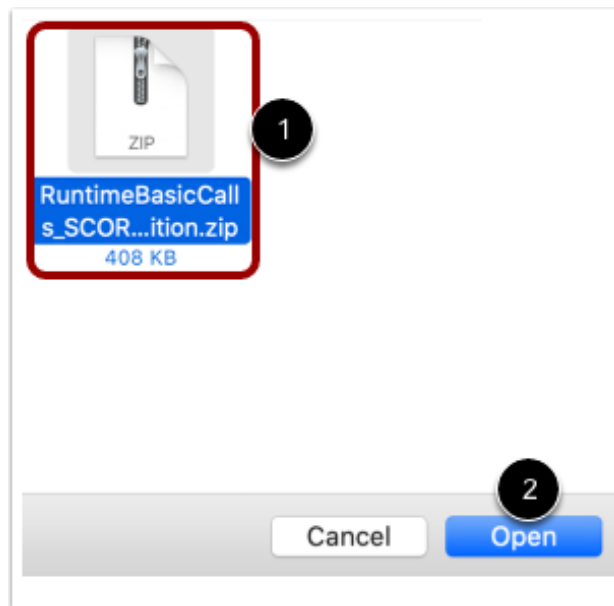 ZIP
1
RuntimeBasicCall
s_SCOR...ition.zip
408 KB
2
Cancel
Open